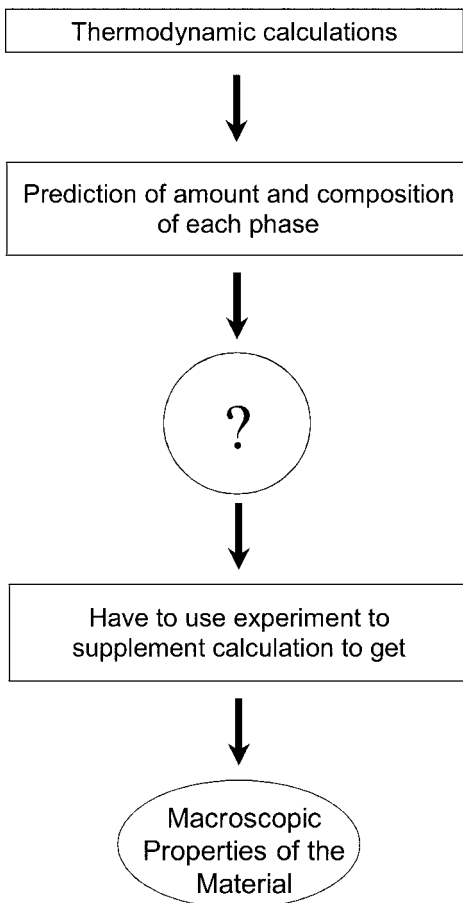 Thermodynamic calculations
Prediction of amount and composition
of each phase
?
Have to use experiment to
supplement calculation to get
Macroscopic
Properties of the
Material